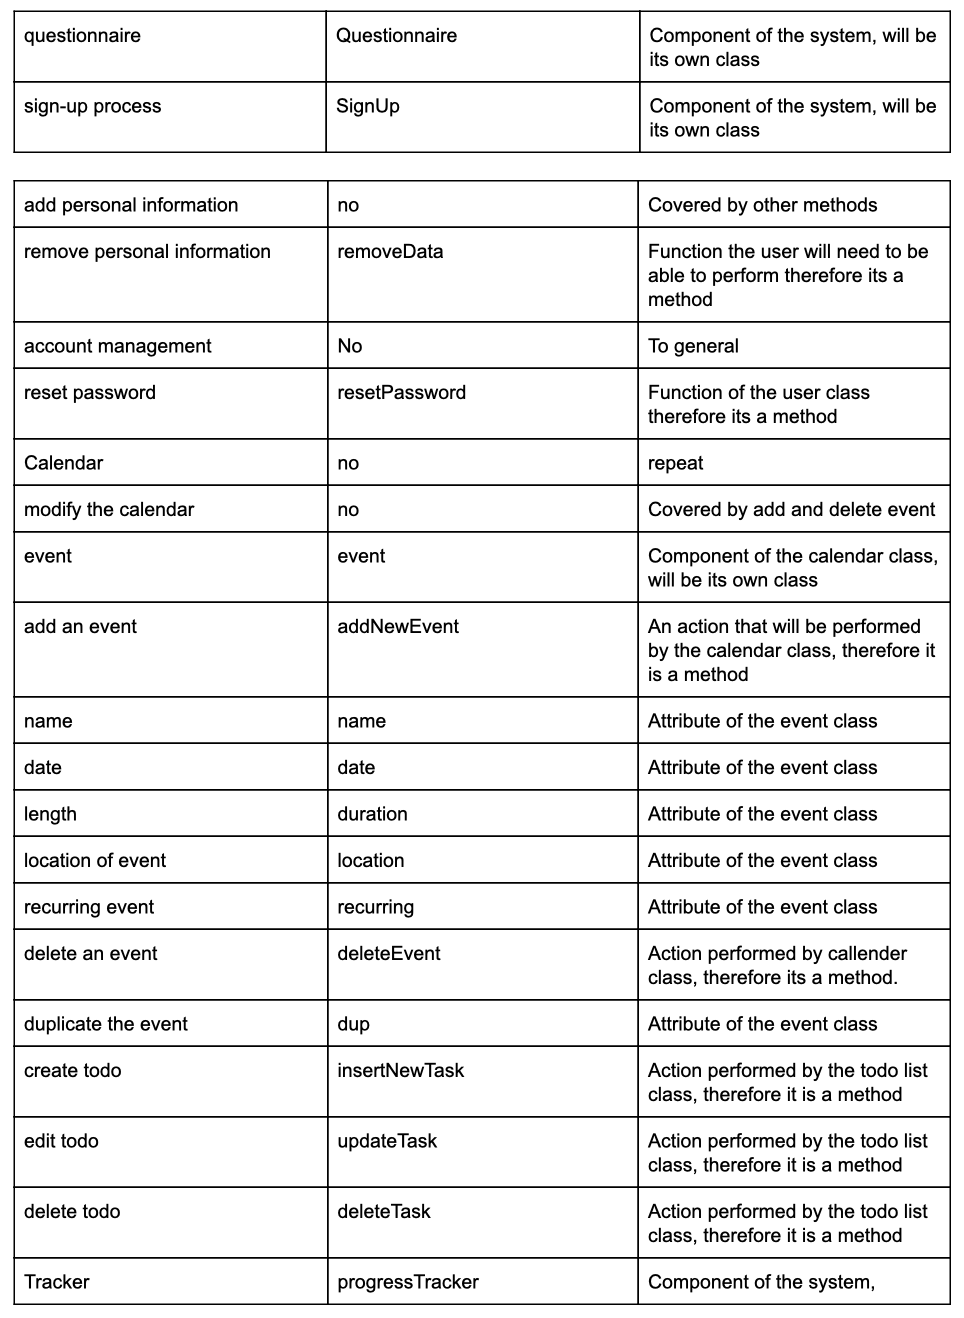 questionnaire
Questionnaire
Component of the system, will be
its own class
sign-up process
SignUp
Component of the system, will be
its own class
add personal information
no
Covered by other methods
remove personal information
removeData
Function the user will need to be
able to perform therefore its a
method
account management
No
To general
reset password
resetPassword
Function of the user class
therefore its a method
Calendar
no
repeat
modify the calendar
no
Covered by add and delete event
event
event
Component of the calendar class,
will be its own class
add an event
addNewEvent
An action that will be performed
by the calendar class, therefore it
is a method
name
name
Attribute of the event class
date
date
Attribute of the event class
length
duration
Attribute of the event class
location of event
location
Attribute of the event class
recurring event
recurring
Attribute of the event class
delete an event
deleteEvent
Action performed by callender
class, therefore its a method.
duplicate the event
dup
Attribute of the event class
create todo
insertNewTask
Action performed by the todo list
class, therefore it is a method
edit todo
updateTask
Action performed by the todo list
class, therefore it is a method
delete todo
deleteTask
Action performed by the todo list
class, therefore it is a method
Tracker
progressTracker
Component of the system,